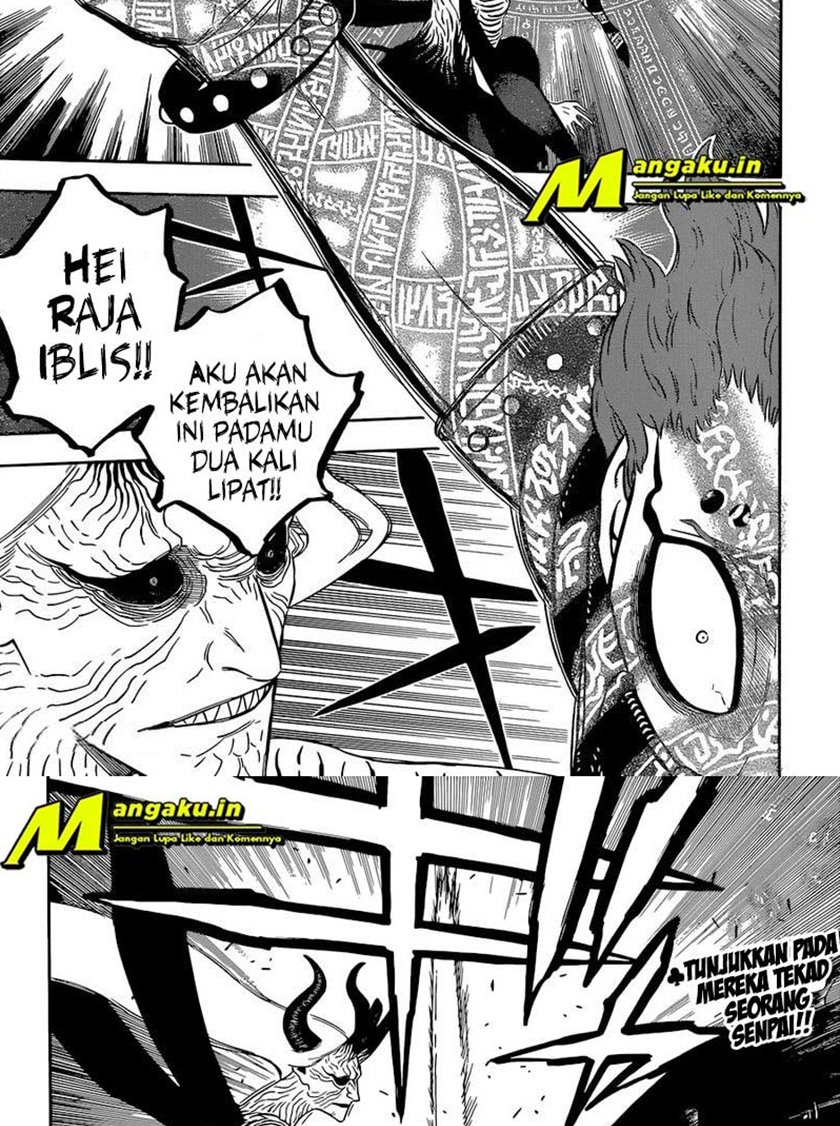 Mangaku.in
Jangan Lupa Like dan Komennya
HEI
RAJA
IBLIS!!
AKU AKAN
KEMBALIKAN
INI PADAMU
DUA KALI
LIPAT!!
Mangaku.in
Jangan Lupa Like dan Komennya
TUNJUKKAN PADA
MEREKA TEKAD
SEORANG
SENPAI!!